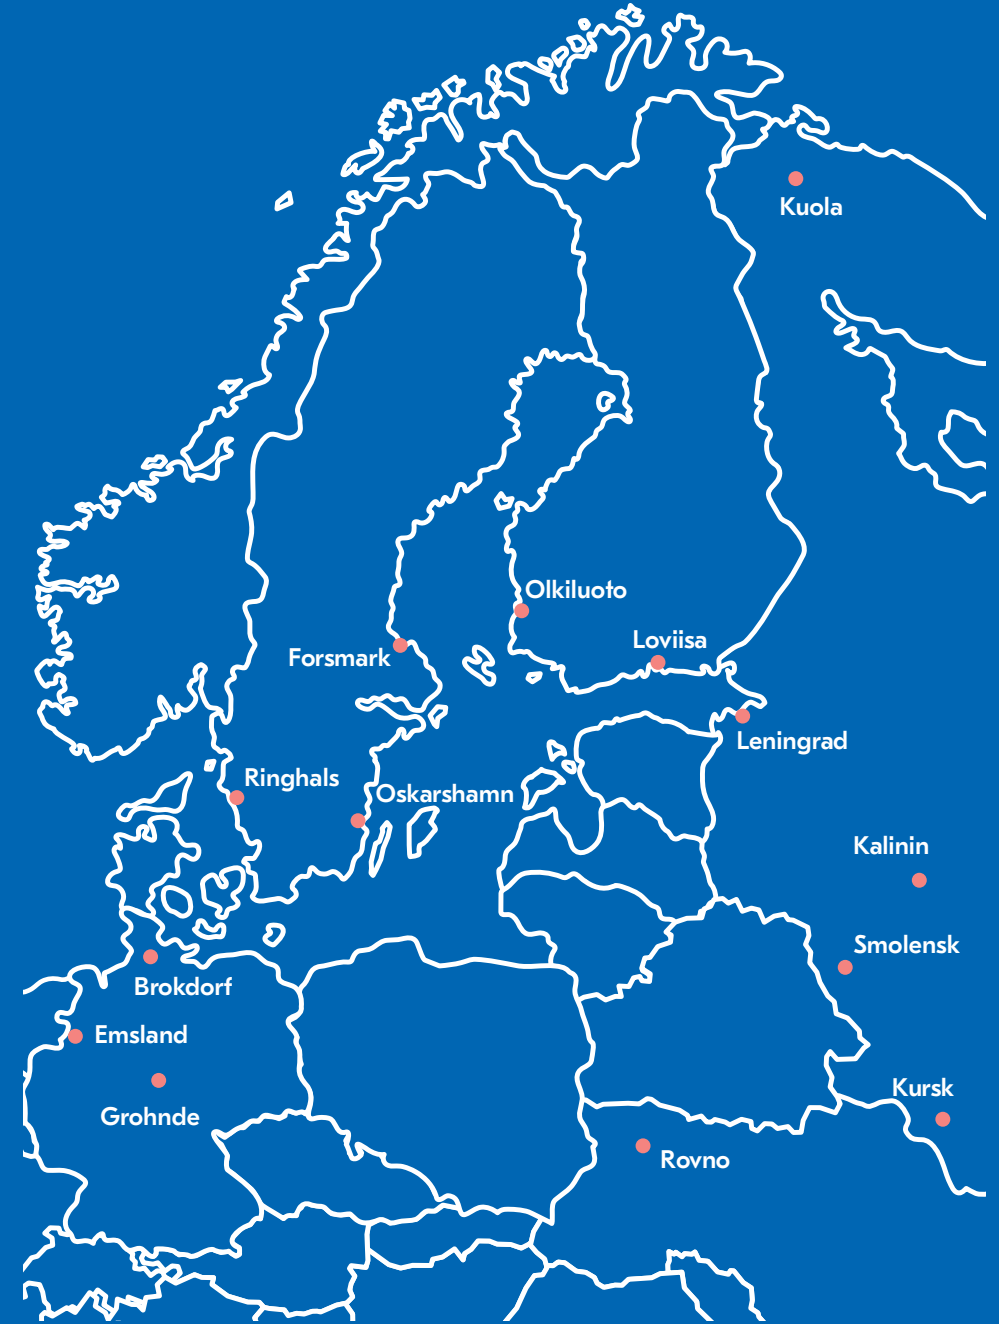 Kuola
Olkiluoto
Loviisa
Forsmark
Leningrad
Ringhals
Oskarshamn
Kalinin
Smolensk
Brokdorf
Emsland
Kursk
Grohnde
Rovno